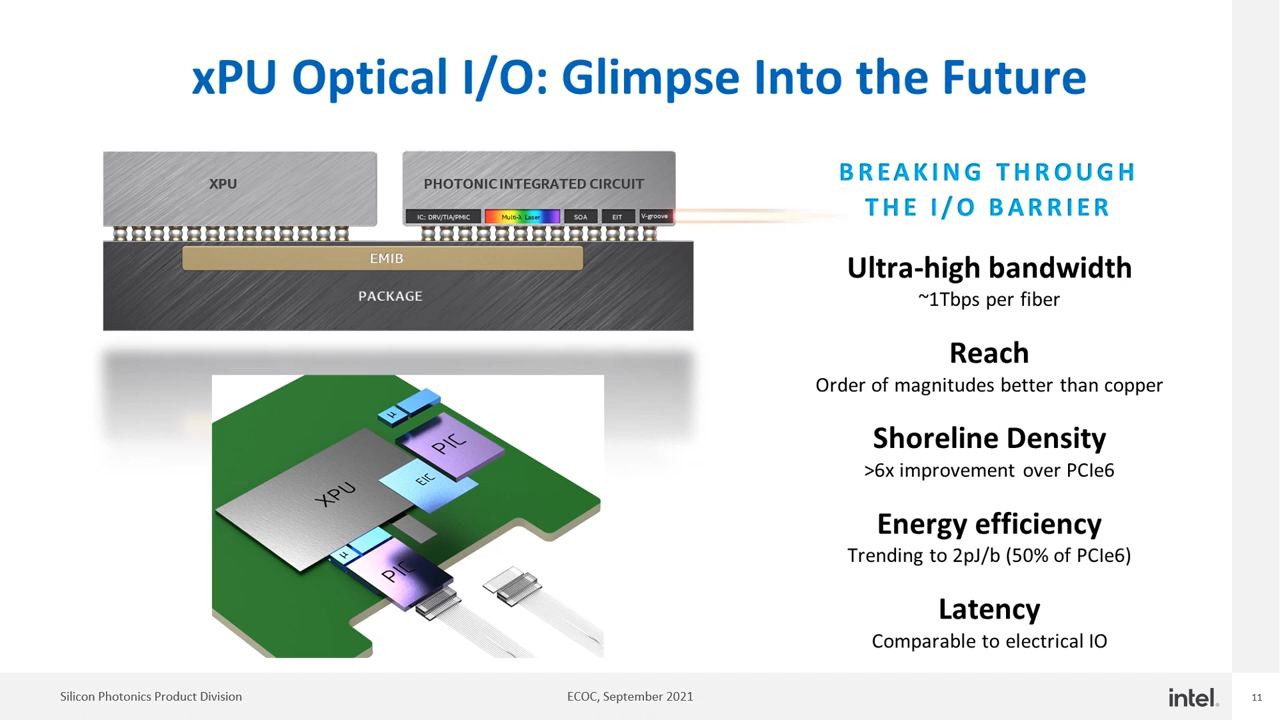 xPU Optical I/O: Glimpse Into the Future
XPU
PHOTONIC INTEGRATED CIRCUIT
IC: DRV/TIA/PMIC
Multi-λ Laser
SOA
EIT
V-groove
EMIB
PACKAGE
BREAKING THROUGH
THE I/O BARRIER
Ultra-high bandwidth
~1Tbps per fiber
Reach
Order of magnitudes better than copper
Shoreline Density
>6x improvement over PCIe6
Energy efficiency
Trending to 2pJ/b (50% of PCIe6)
Latency
Comparable to electrical IO
μ
PIC
EIC
XPU
μ
PIC
Silicon Photonics Product Division
ECOC, September 2021
intel.
11